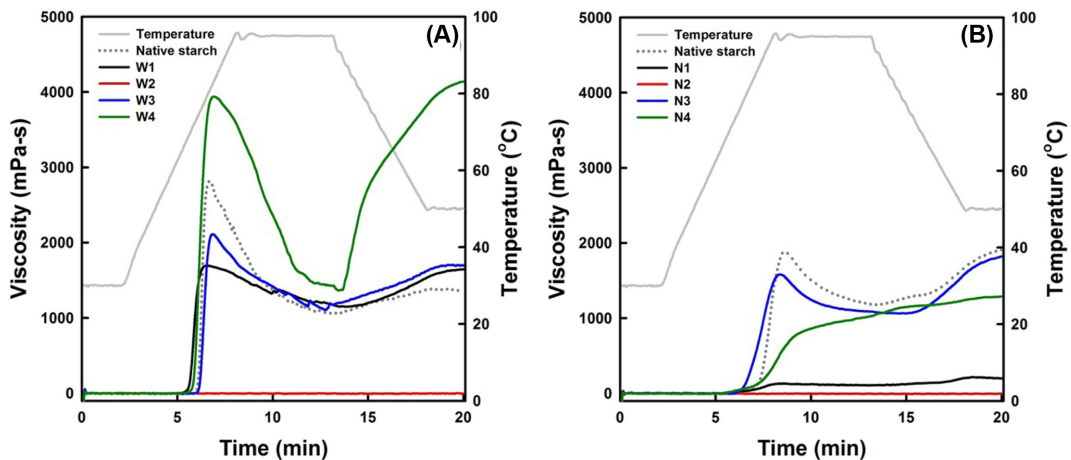 (A)
Viscosity (mPa-s)
5000
4000
3000
2000
1000
0
Temperature
Native starch
W1
W2
W3
W4
100
80
60
40
20
0
Temperature (°C)
0 5 10 15 20
Time (min)
(B)
Viscosity (mPa-s)
5000
4000
3000
2000
1000
0
Temperature
Native starch
N1
N2
N3
N4
100
80
60
40
20
0
Temperature (°C)
0 5 10 15 20
Time (min)